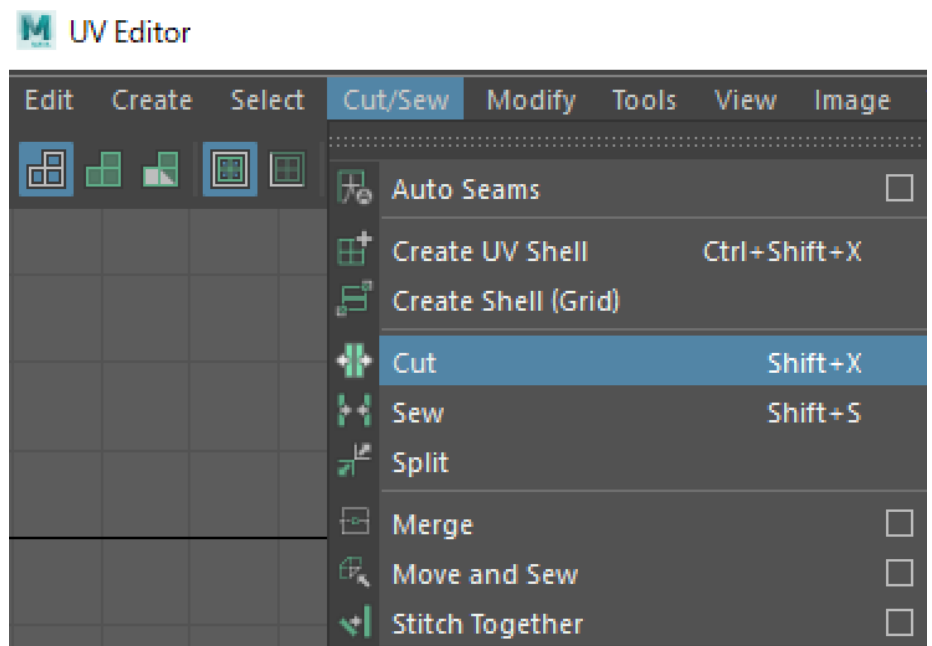 UV Editor
Edit Create Select Cut/Sew Modify Tools View Image
Auto Seams
Create UV Shell Ctrl+Shift+X
Create Shell (Grid)
Cut Shift+X
Sew Shift+S
Split
Merge
Move and Sew
Stitch Together